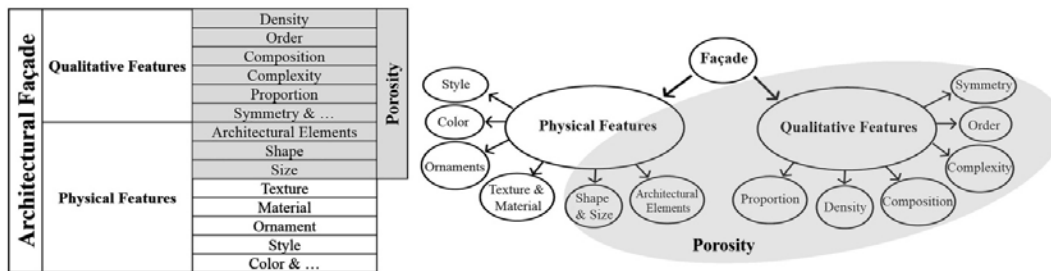 Architectural Façade
Qualitative Features
Density
Order
Composition
Complexity
Proportion
Symmetry & ...
Porosity
Physical Features
Architectural Elements
Shape
Size
Texture
Material
Ornament
Style
Color & ...
Façade
Style
Color
Ornaments
Physical Features
Texture &
Material
Shape
& Size
Architectural
Elements
Qualitative Features
Symmetry
Order
Complexity
Composition
Density
Proportion
Porosity